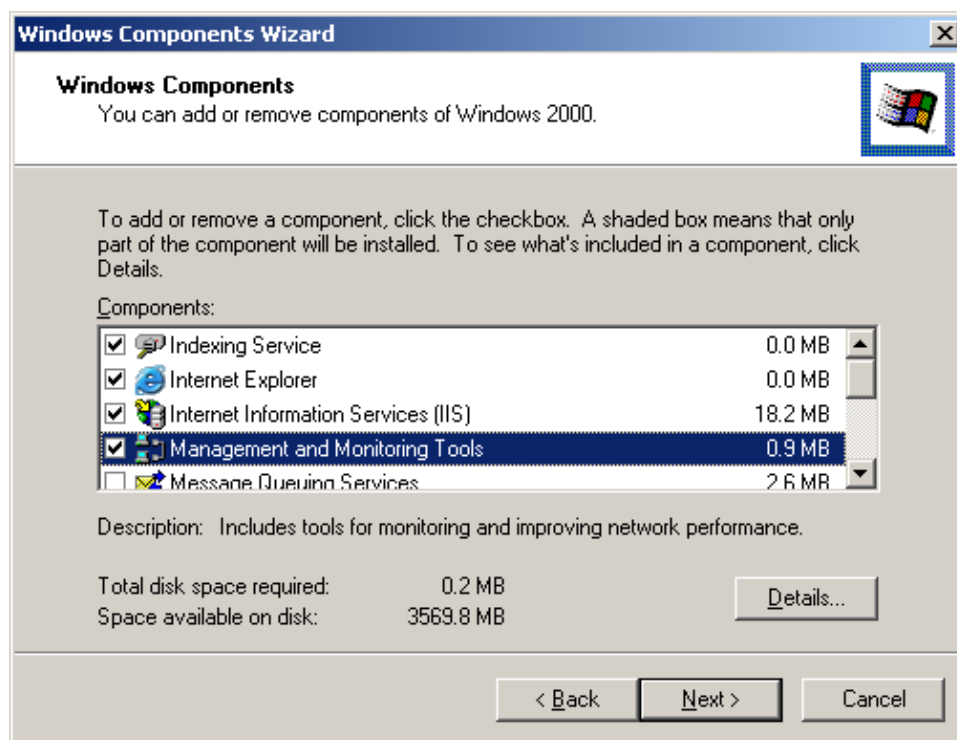 Windows Components Wizard
Windows Components
You can add or remove components of Windows 2000.
To add or remove a component, click the checkbox. A shaded box means that only
part of the component will be installed. To see what's included in a component, click
Details.
Components:
Indexing Service 0.0 MB
Internet Explorer 0.0 MB
Internet Information Services (IIS) 18.2 MB
Management and Monitoring Tools 0.9 MB
Message Queuing Services 2.6 MB
Description: Includes tools for monitoring and improving network performance.
Total disk space required: 0.2 MB
Space available on disk: 3569.8 MB
Details...
< Back Next > Cancel